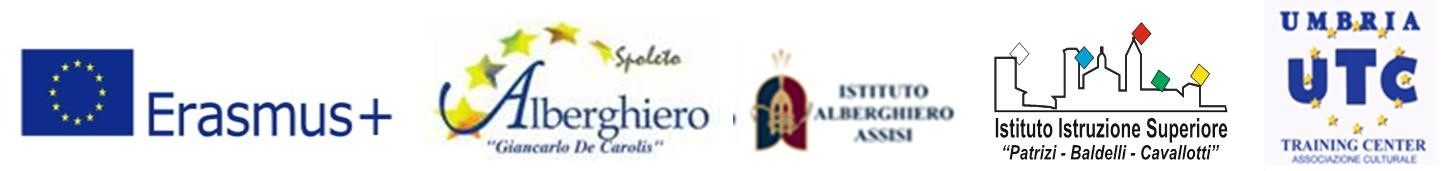 Erasmus+
Spoleto
Alberghiero
"Giancarlo De Carolis"
ISTITUTO
ALBERGHIERO
ASSISI
Istituto Istruzione Superiore
"Patrizi - Baldelli - Cavallotti"
UMBRIA
UTC
TRAINING CENTER
ASSOCIAZIONE CULTURALE